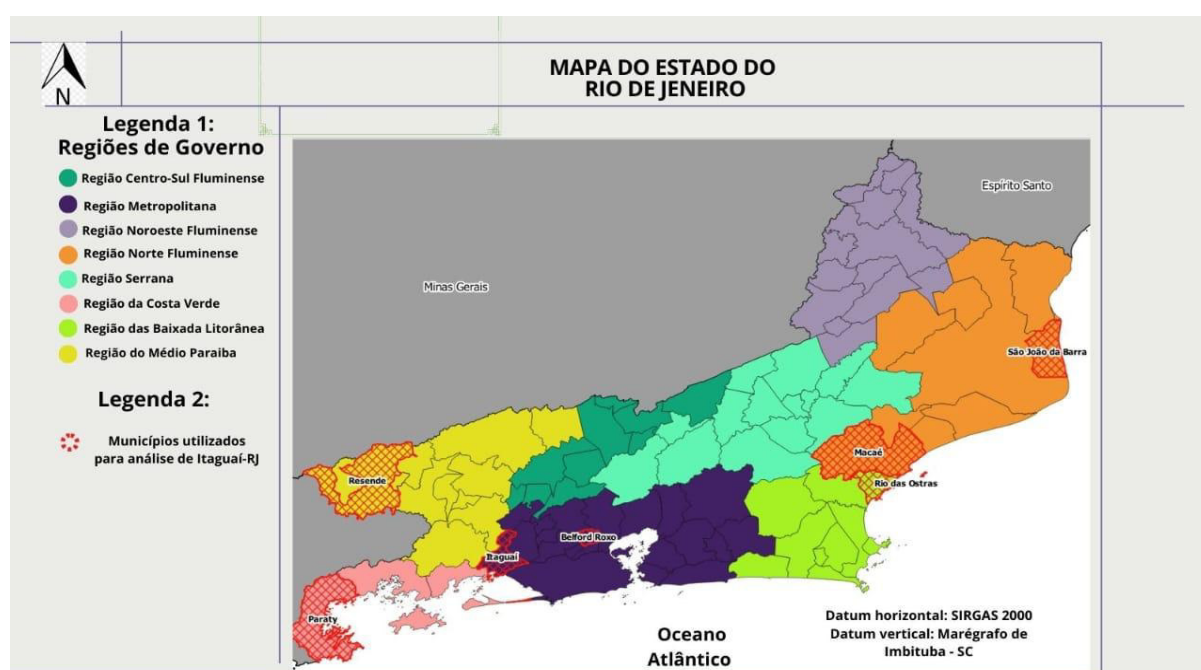 MAPA DO ESTADO DO
RIO DE JENEIRO
N
Legenda 1:
Regiões de Governo
Região Centro-Sul Fluminense
Região Metropolitana
Região Noroeste Fluminense
Região Norte Fluminense
Região Serrana
Região da Costa Verde
Região das Baixada Litorânea
Região do Médio Paraiba
Legenda 2:
Municípios utilizados
para análise de Itaguaí-RJ
Espírito Santo
Minas Gerais
São João da Barra
Macaé
Resende
Rio das Ostras
Belford Roxo
Itaguaí
Paraty
Oceano
Atlântico
Datum horizontal: SIRGAS 2000
Datum vertical: Marégrafo de
Imbituba - SC